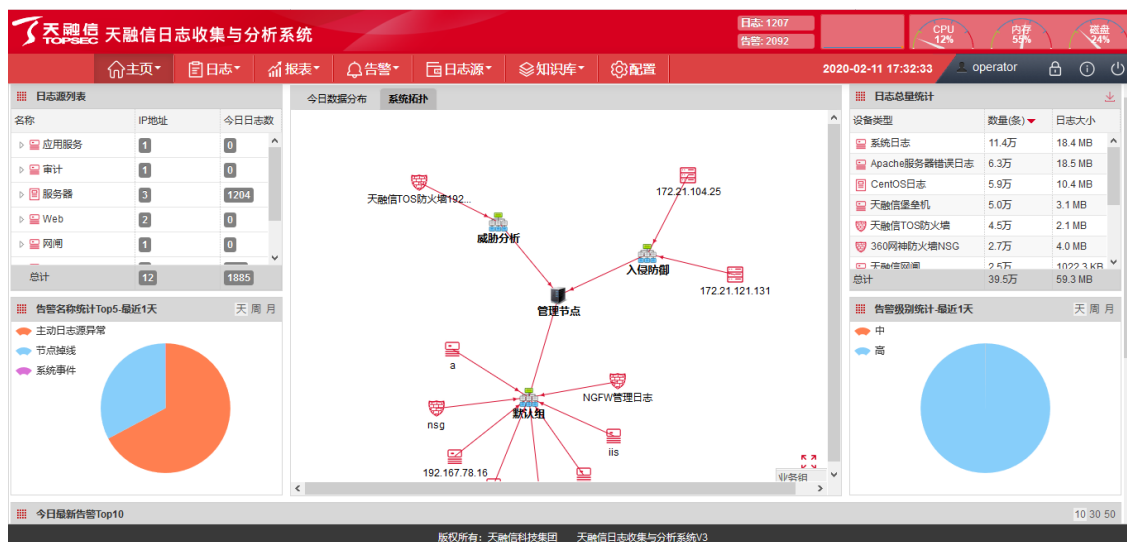 天融信 TOPSEC 天融信日志收集与分析系统
日志: 1207
告警: 2092
CPU 12%
内存 55%
磁盘 24%
主页 日志 报表 告警 日志源 知识库 配置
2020-02-11 17:32:33 operator
日志源列表
名称 IP地址 今日日志数
应用服务 1 0
审计 1 0
服务器 3 1204
Web 2 0
网闸 1 0
总计 12 1885
告警名称统计Top5-最近1天 天 周 月
主动日志源异常
节点掉线
系统事件
今日数据分布 系统拓扑
天融信TOS防火墙192...
172.21.104.25
威胁分析
入侵防御
172.21.121.131
管理节点
a
NGFW管理日志
nsg
默认组
iis
192.167.78.16
业务组
日志总量统计
设备类型 数量(条) 日志大小
系统日志 11.4万 18.4 MB
Apache服务器错误日志 6.3万 18.5 MB
CentOS日志 5.9万 10.4 MB
天融信堡垒机 5.0万 3.1 MB
天融信TOS防火墙 4.5万 2.1 MB
360网神防火墙NSG 2.7万 4.0 MB
天融信网闸 2.5万 1022.3 KB
总计 39.5万 59.3 MB
告警级别统计-最近1天 天 周 月
中
高
今日最新告警Top10 10 30 50
版权所有：天融信科技集团 天融信日志收集与分析系统V3